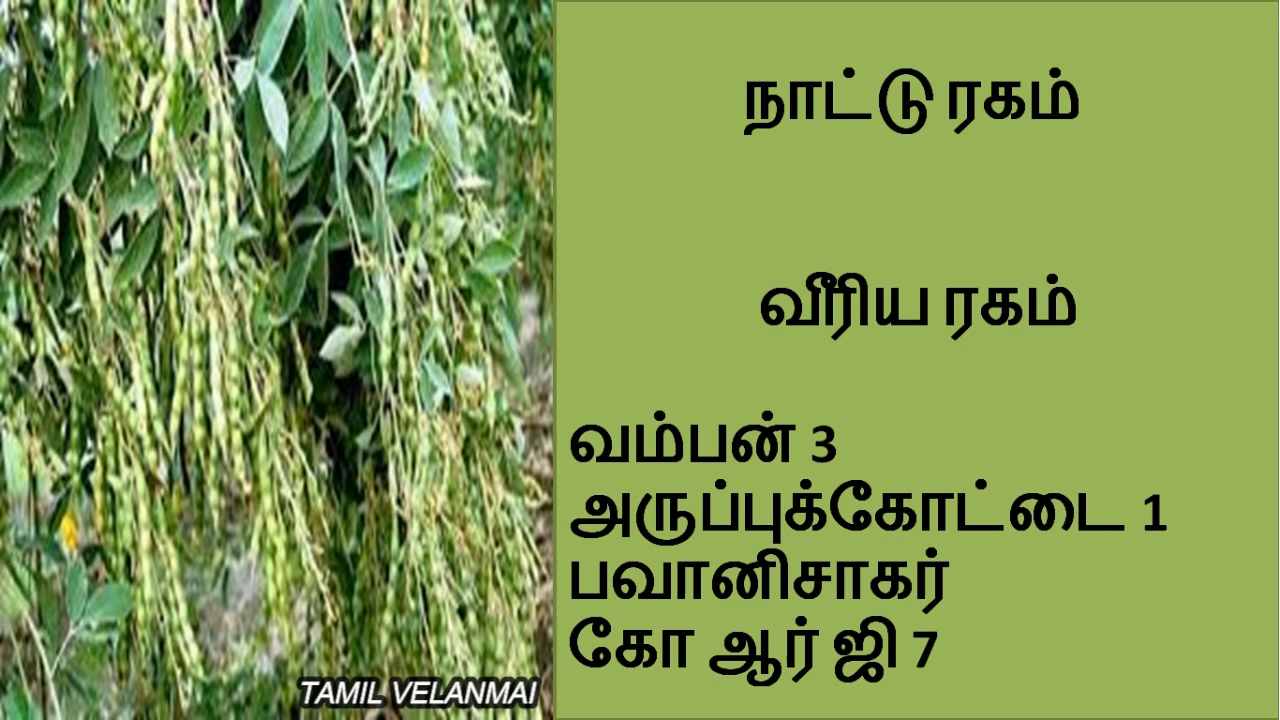 நாட்டு ரகம்
வீரிய ரகம்
வம்பன் 3
அருப்புக்கோட்டை 1
பவானிசாகர்
கோ ஆர் ஜி 7
TAMIL VELANMAI